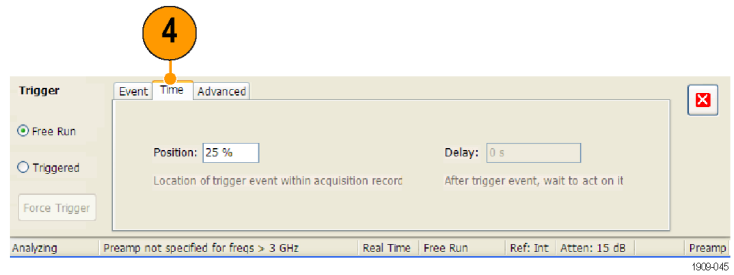 4
Trigger
Event Time Advanced
Free Run
Position: 25 % Delay: 0 s
Triggered
Location of trigger event within acquisition record After trigger event, wait to act on it
Force Trigger
Analyzing Preamp not specified for freqs > 3 GHz Real Time Free Run Ref: Int Atten: 15 dB Preamp
1909-045